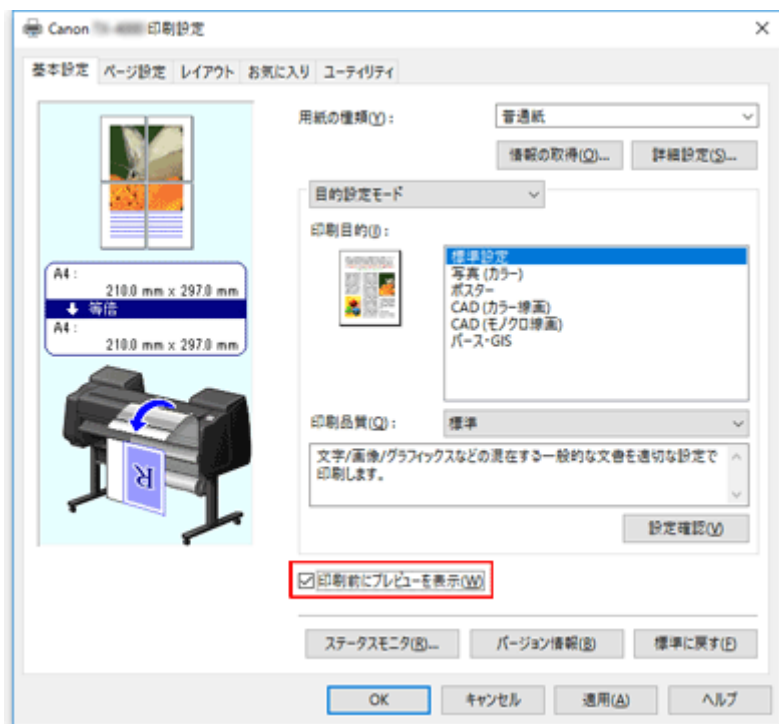 Canon 印刷設定
基本設定 ページ設定 レイアウト お気に入り ユーティリティ
用紙の種類(Y):
普通紙
情報の取得(O)... 詳細設定(S)...
目的設定モード
印刷目的(I):
標準設定
写真 (カラー)
ポスター
CAD (カラー線画)
CAD (モノクロ線画)
パース・GIS
A4 :
210.0 mm x 297.0 mm
等倍
A4 :
210.0 mm x 297.0 mm
R
印刷品質(Q):
標準
文字/画像/グラフィックスなどの混在する一般的な文書を適切な設定で
印刷します。
設定確認(V)
印刷前にプレビューを表示(W)
ステータスモニタ(R)... バージョン情報(B) 標準に戻す(F)
OK キャンセル 適用(A) ヘルプ